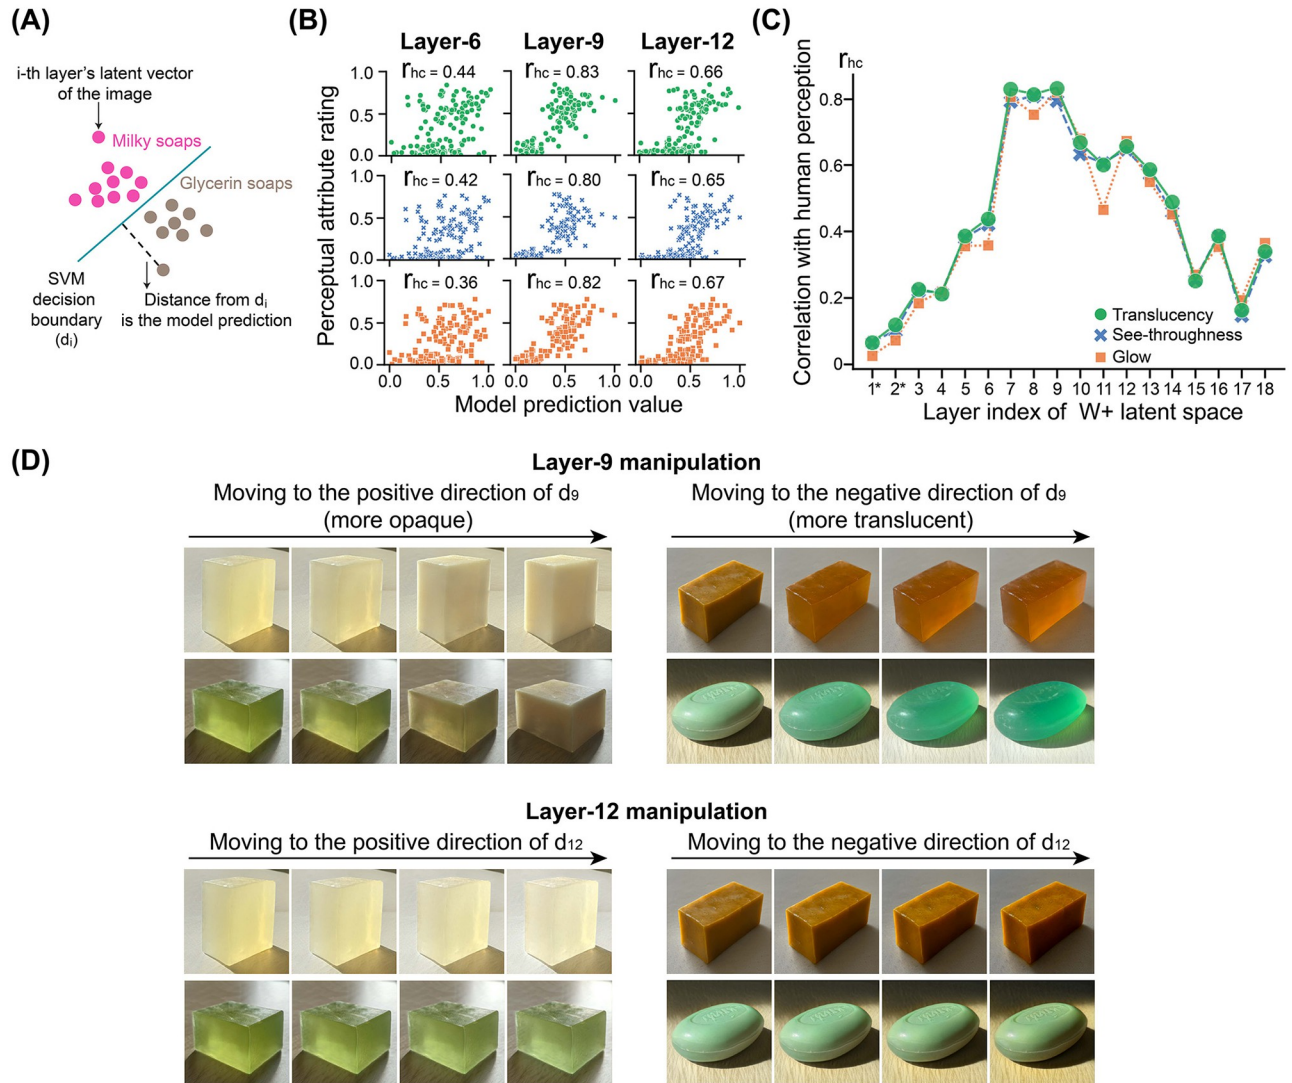 (A)
i-th layer's latent vector
of the image
Milky soaps
Glycerin soaps
SVM
decision
boundary
(di)
Distance from di
is the model prediction
(B)
Layer-6
Layer-9
Layer-12
rhc = 0.44
rhc = 0.83
rhc = 0.66
rhc = 0.42
rhc = 0.80
rhc = 0.65
rhc = 0.36
rhc = 0.82
rhc = 0.67
Perceptual attribute rating
1.0
0.5
0.0
1.0
0.5
0.0
1.0
0.5
0.0
0.0 0.5 1.0
0.0 0.5 1.0
0.0 0.5 1.0
Model prediction value
(C)
rhc
Correlation with human perception
0.8
0.6
0.4
0.2
0
Translucency
See-throughness
Glow
1* 2* 3 4 5 6 7 8 9 10 11 12 13 14 15 16 17 18
Layer index of W+ latent space
(D)
Layer-9 manipulation
Moving to the positive direction of d9
(more opaque)
Moving to the negative direction of d9
(more translucent)
Layer-12 manipulation
Moving to the positive direction of d12
Moving to the negative direction of d12